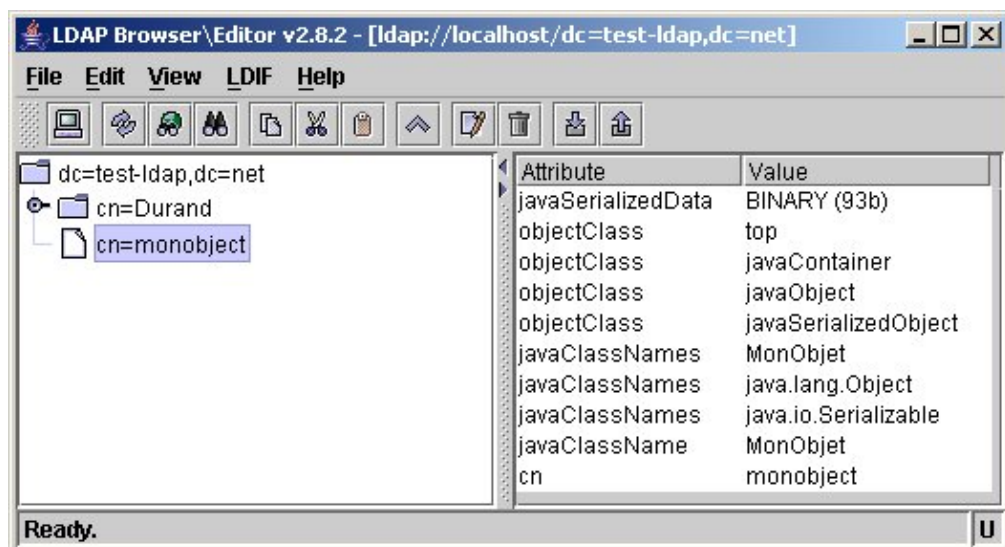 LDAP Browser\Editor v2.8.2 - [ldap://localhost/dc=test-ldap,dc=net]
File Edit View LDIF Help
dc=test-ldap,dc=net
cn=Durand
cn=monobject
Attribute Value
javaSerializedData BINARY (93b)
objectClass top
objectClass javaContainer
objectClass javaObject
objectClass javaSerializedObject
javaClassNames MonObjet
javaClassNames java.lang.Object
javaClassNames java.io.Serializable
javaClassName MonObjet
cn monobject
Ready. U